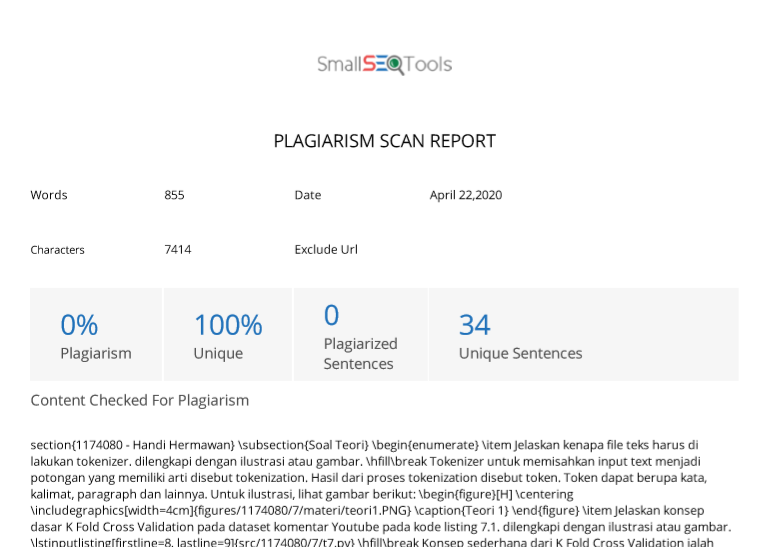 SmallSEOTools
PLAGIARISM SCAN REPORT
Words 855 Date April 22,2020
Characters 7414 Exclude Url
0% 100% 0 34
Plagiarism Unique Plagiarized Sentences Unique Sentences
Content Checked For Plagiarism
section{1174080 - Handi Hermawan} \subsection{Soal Teori} \begin{enumerate} \item Jelaskan kenapa file teks harus di
lakukan tokenizer. dilengkapi dengan ilustrasi atau gambar. \hfill\break Tokenizer untuk memisahkan input text menjadi
potongan yang memiliki arti disebut tokenization. Hasil dari proses tokenization disebut token. Token dapat berupa kata,
kalimat, paragraph dan lainnya. Untuk ilustrasi, lihat gambar berikut: \begin{figure}[H] \centering
\includegraphics[width=4cm]{figures/1174080/7/materi/teori1.PNG} \caption{Teori 1} \end{figure} \item Jelaskan konsep
dasar K Fold Cross Validation pada dataset komentar Youtube pada kode listing 7.1. dilengkapi dengan ilustrasi atau gambar.
\lstinputlisting[firstline=8, lastline=9]{src/1174080/7/t7.py} \hfill\break Konsep sederhana dari K Fold Cross Validation ialah